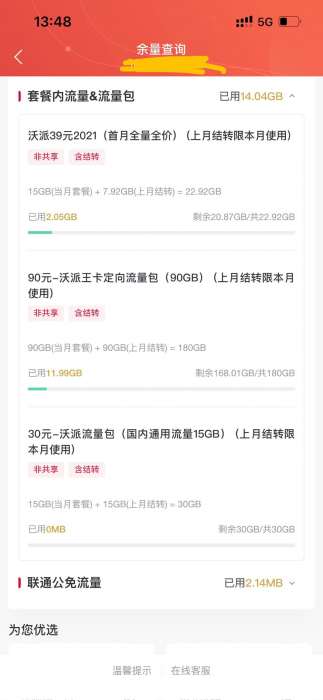 13:48
5G
余量查询
套餐内流量&流量包 已用14.04GB
沃派39元2021（首月全量全价）（上月结转限本月使用）
非共享 含结转
15GB(当月套餐) + 7.92GB(上月结转) = 22.92GB
已用2.05GB 剩余20.87GB/共22.92GB
90元-沃派王卡定向流量包（90GB）（上月结转限本月
使用）
非共享 含结转
90GB(当月套餐) + 90GB(上月结转) = 180GB
已用11.99GB 剩余168.01GB/共180GB
30元-沃派流量包（国内通用流量15GB）（上月结转限
本月使用）
非共享 含结转
15GB(当月套餐) + 15GB(上月结转) = 30GB
已用0MB 剩余30GB/共30GB
联通公免流量 已用2.14MB
为您优选
温馨提示 在线客服